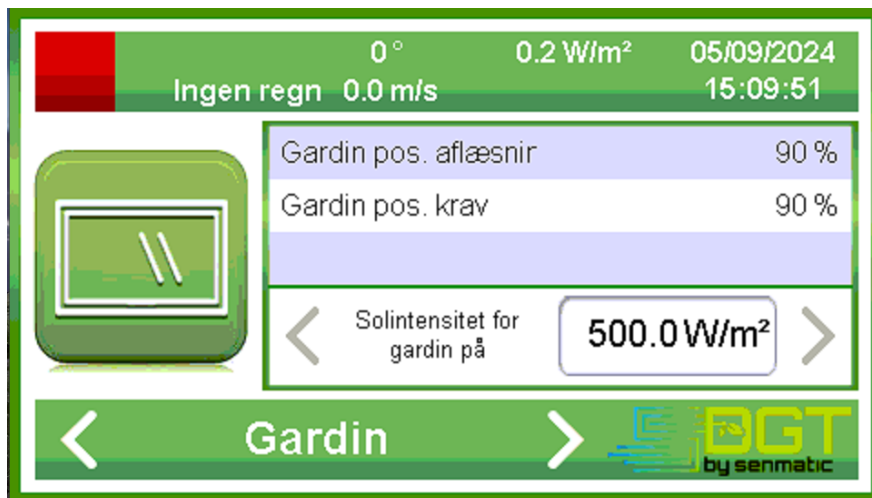 0 ° 0.2 W/m² 05/09/2024
Ingen regn 0.0 m/s 15:09:51
Gardin pos. aflæsnir 90 %
Gardin pos. krav 90 %
Solintensitet for
gardin på
500.0 W/m²
Gardin
DGT
by senmatic